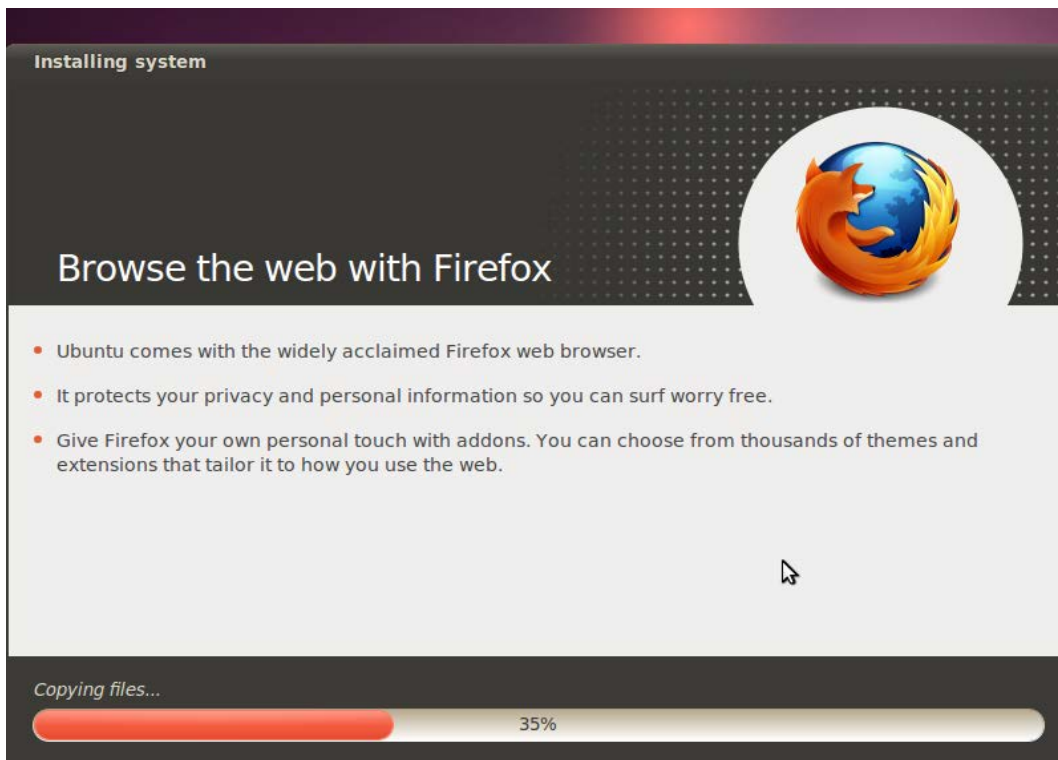 Installing system
Browse the web with Firefox
Ubuntu comes with the widely acclaimed Firefox web browser.
It protects your privacy and personal information so you can surf worry free.
Give Firefox your own personal touch with addons. You can choose from thousands of themes and
extensions that tailor it to how you use the web.
Copying files...
35%